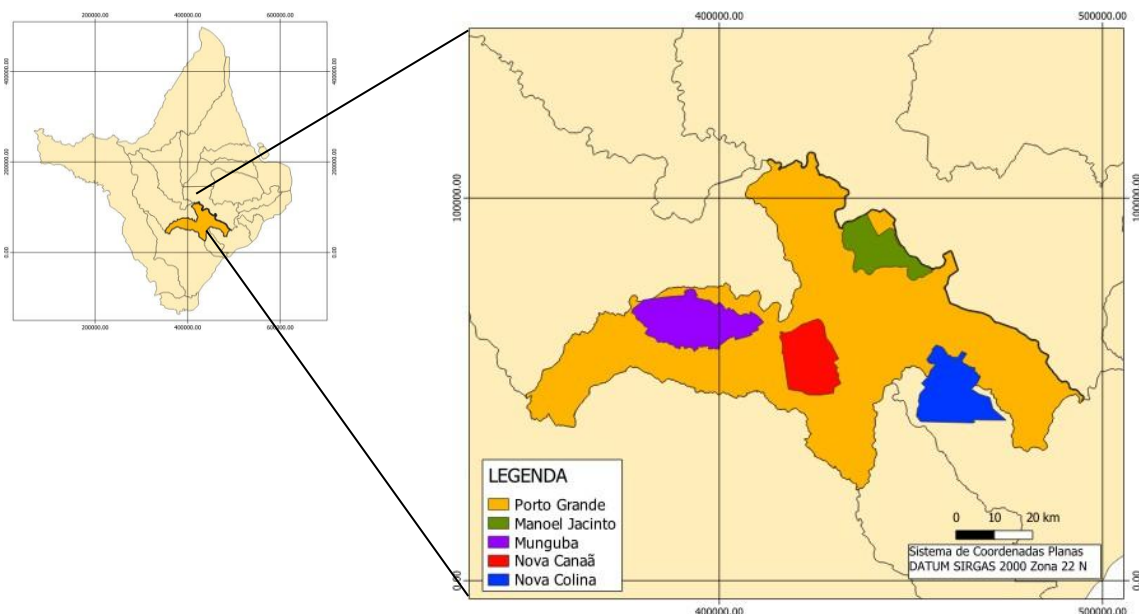 200000.00 400000.00 600000.00
400000.00 400000.00
200000.00 200000.00
0.00 0.00
200000.00 400000.00 600000.00
400000.00 500000.00
100000.00 100000.00
0.00 0.00
LEGENDA
Porto Grande
Manoel Jacinto
Munguba
Nova Canaã
Nova Colina
0 10 20 km
Sistema de Coordenadas Planas
DATUM SIRGAS 2000 Zona 22 N
400000.00 500000.00